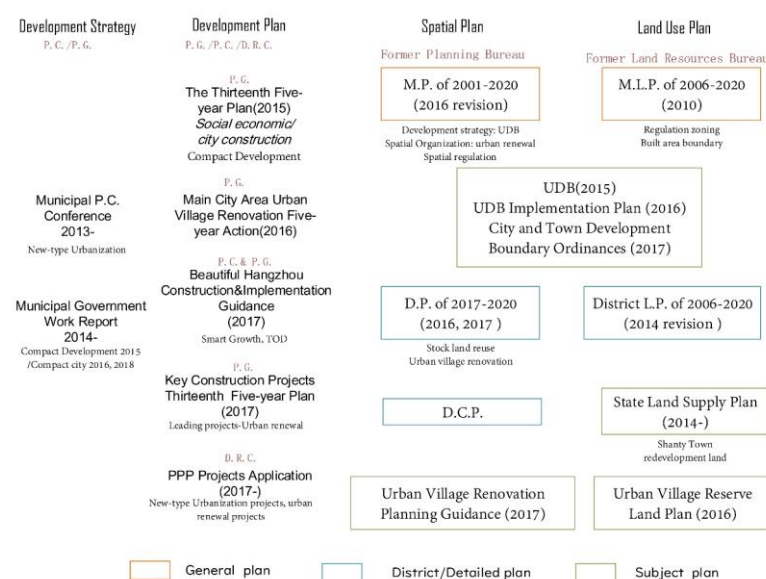 Development Strategy
P. C. /P. G.
Municipal P.C.
Conference
2013-
New-type Urbanization
Municipal Government
Work Report
2014-
Compact Development 2015
/Compact city 2016, 2018
Development Plan
P. G. /P. C. /D. R. C.
P. G.
The Thirteenth Five-
year Plan(2015)
Social economic/
city construction
Compact Development
P. G.
Main City Area Urban
Village Renovation Five-
year Action(2016)
P. C. & P. G.
Beautiful Hangzhou
Construction&Implementation
Guidance
(2017)
Smart Growth, TOD
P. G.
Key Construction Projects
Thirteenth Five-year Plan
(2017)
Leading projects-Urban renewal
D. R. C.
PPP Projects Application
(2017-)
New-type Urbanization projects, urban
renewal projects
Spatial Plan
Former Planning Bureau
M.P. of 2001-2020
(2016 revision)
Development strategy: UDB
Spatial Organization: urban renewal
Spatial regulation
Land Use Plan
Former Land Resources Bureau
M.L.P. of 2006-2020
(2010)
Regulation zoning
Built area boundary
UDB(2015)
UDB Implementation Plan (2016)
City and Town Development
Boundary Ordinances (2017)
D.P. of 2017-2020
(2016, 2017 )
Stock land reuse
Urban village renovation
District L.P. of 2006-2020
(2014 revision )
D.C.P.
State Land Supply Plan
(2014-)
Shanty Town
redevelopment land
Urban Village Renovation
Planning Guidance (2017)
Urban Village Reserve
Land Plan (2016)
General plan
District/Detailed plan
Subject plan